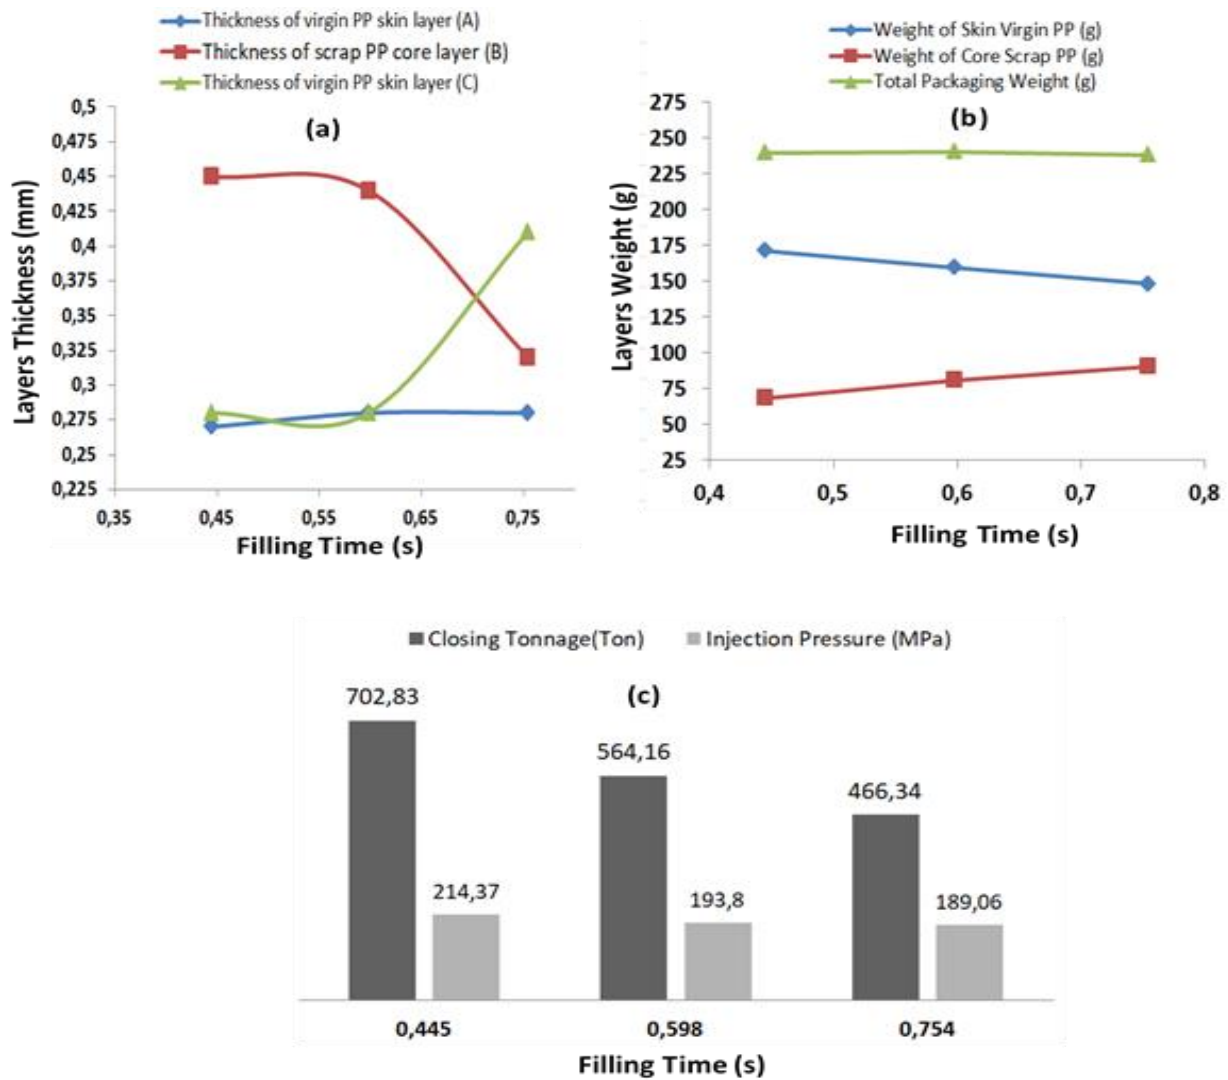 Thickness of virgin PP skin layer (A)
Thickness of scrap PP core layer (B)
Thickness of virgin PP skin layer (C)
(a)
Layers Thickness (mm)
0,5
0,475
0,45
0,425
0,4
0,375
0,35
0,325
0,3
0,275
0,25
0,225
0,35 0,45 0,55 0,65 0,75
Filling Time (s)
Weight of Skin Virgin PP (g)
Weight of Core Scrap PP (g)
Total Packaging Weight (g)
(b)
Layers Weight (g)
275
250
225
200
175
150
125
100
75
50
25
0,4 0,5 0,6 0,7 0,8
Filling Time (s)
Closing Tonnage(Ton) Injection Pressure (MPa)
(c)
702,83
564,16
466,34
214,37
193,8
189,06
0,445 0,598 0,754
Filling Time (s)